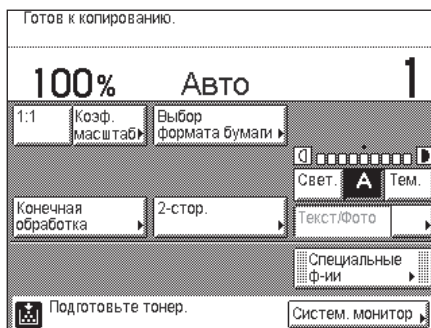 Готов к копированию.
100% Авто 1
1:1 Коэф. масштаб Выбор формата бумаги
Свет. A Тем.
Конечная обработка 2-стор. Текст/Фото
Специальные ф-ии
Подготовьте тонер. Систем. монитор